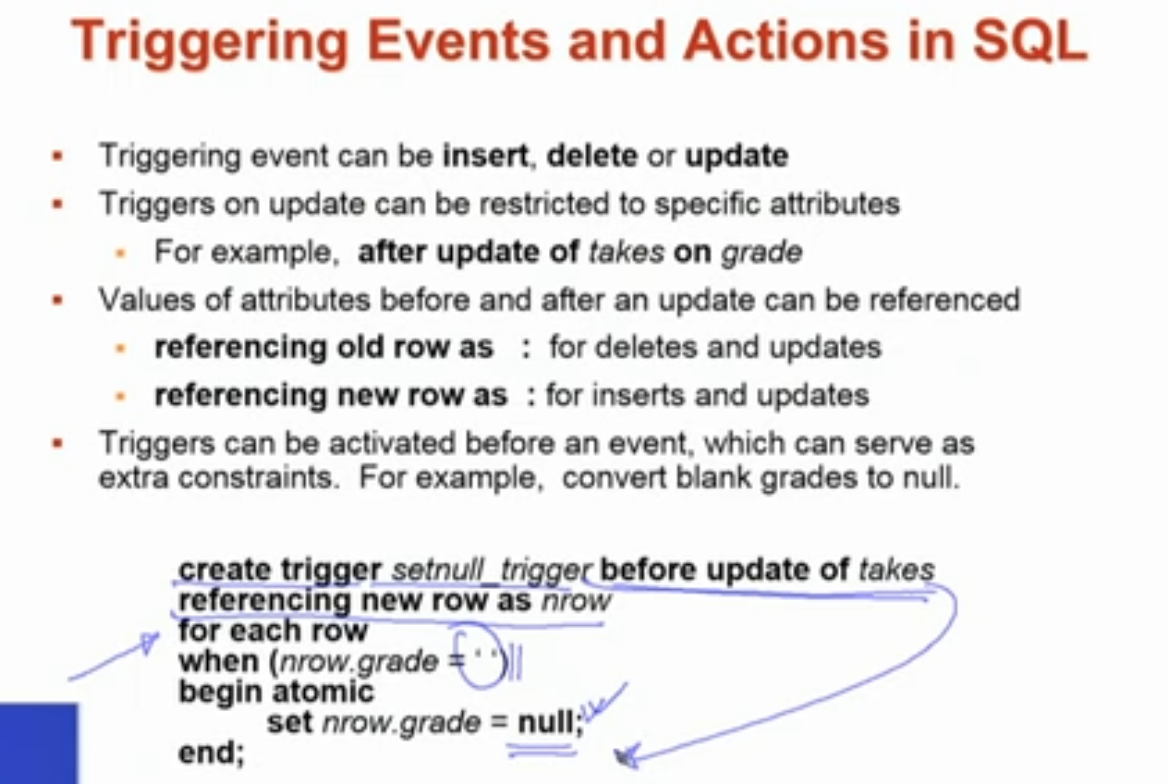 Triggering Events and Actions in SQL
Triggering event can be insert, delete or update
Triggers on update can be restricted to specific attributes
For example, after update of takes on grade
Values of attributes before and after an update can be referenced
referencing old row as : for deletes and updates
referencing new row as : for inserts and updates
Triggers can be activated before an event, which can serve as
extra constraints. For example, convert blank grades to null.
create trigger setnull_trigger before update of takes
referencing new row as nrow
for each row
when (nrow.grade = ' ')
begin atomic
set nrow.grade = null;
end;